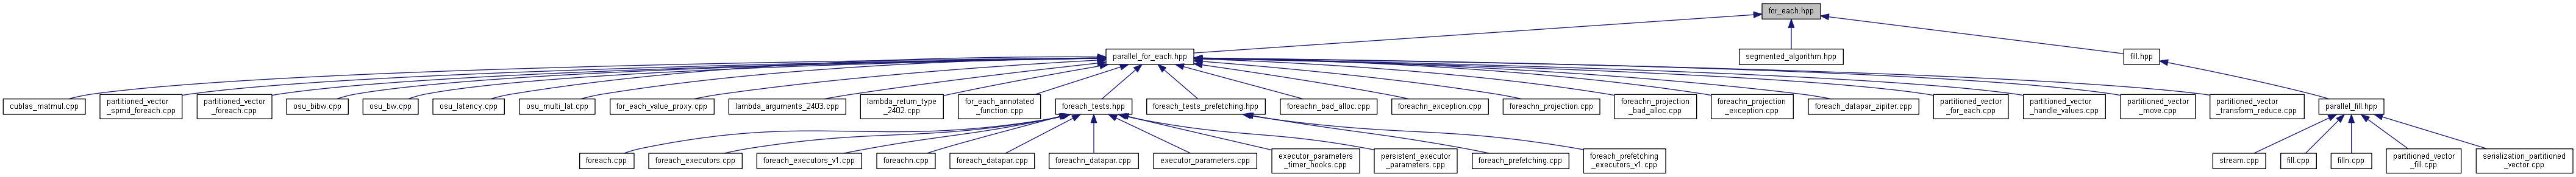 for_each.hpp
parallel_for_each.hpp
segmented_algorithm.hpp
fill.hpp
cublas_matmul.cpp
partitioned_vector
_spmd_foreach.cpp
partitioned_vector
_foreach.cpp
osu_bibw.cpp
osu_bw.cpp
osu_latency.cpp
osu_multi_lat.cpp
for_each_value_proxy.cpp
lambda_arguments_2403.cpp
lambda_return_type
_2402.cpp
for_each_annotated
_function.cpp
foreach_tests.hpp
foreach_tests_prefetching.hpp
foreachn_bad_alloc.cpp
foreachn_exception.cpp
foreachn_projection.cpp
foreachn_projection
_bad_alloc.cpp
foreachn_projection
_exception.cpp
foreach_datapar_zipiter.cpp
partitioned_vector
_for_each.cpp
partitioned_vector
_handle_values.cpp
partitioned_vector
_move.cpp
partitioned_vector
_transform_reduce.cpp
parallel_fill.hpp
foreach.cpp
foreach_executors.cpp
foreach_executors_v1.cpp
foreachn.cpp
foreach_datapar.cpp
foreachn_datapar.cpp
executor_parameters.cpp
executor_parameters
_timer_hooks.cpp
persistent_executor
_parameters.cpp
foreach_prefetching.cpp
foreach_prefetching
_executors_v1.cpp
stream.cpp
fill.cpp
filln.cpp
partitioned_vector
_fill.cpp
serialization_partitioned
_vector.cpp